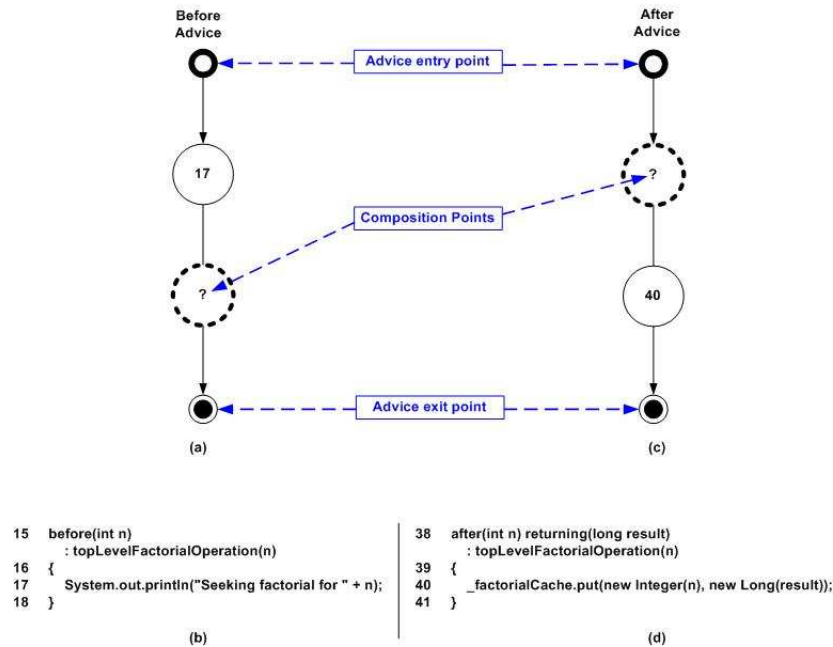 Before
Advice
After
Advice
Advice entry point
17
?
Composition Points
?
40
Advice exit point
(a)
(c)
15 before(int n)
: topLevelFactorialOperation(n)
16 {
17 System.out.println("Seeking factorial for " + n);
18 }
(b)
38 after(int n) returning(long result)
: topLevelFactorialOperation(n)
39 {
40 _factorialCache.put(new Integer(n), new Long(result));
41 }
(d)